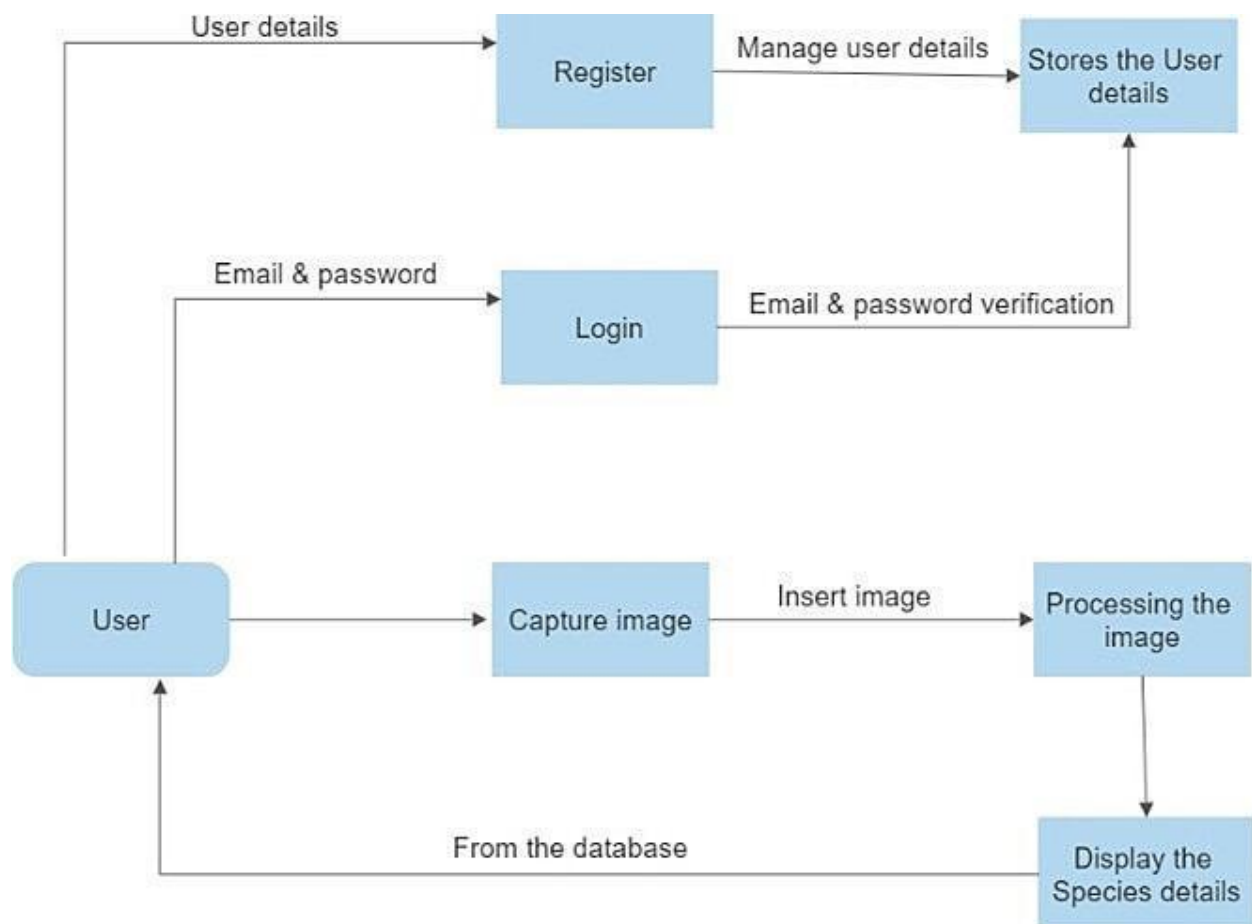 User details
Register
Manage user details
Stores the User
details
Email & password
Login
Email & password verification
User
Capture image
Insert image
Processing the
image
From the database
Display the
Species details